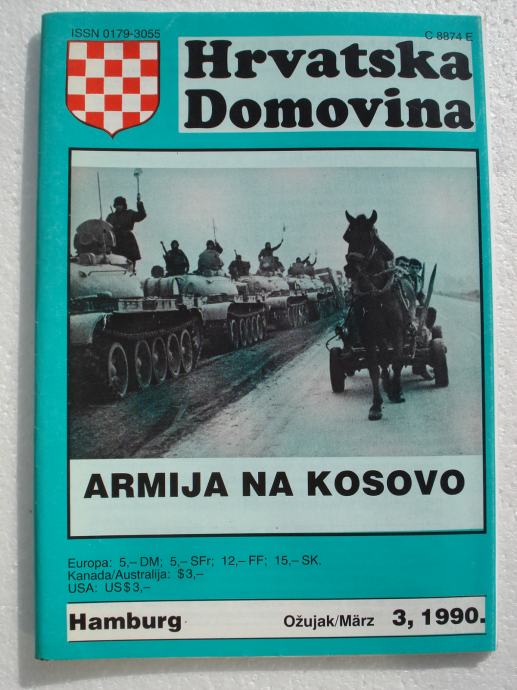 ISSN 0179-3055
C 8874 E
Hrvatska
Domovina
ARMIJA NA KOSOVO
Europa: 5,– DM; 5,– SFr; 12,– FF; 15,– SK.
Kanada/Australija: $ 3,–
USA: US $ 3,–
Hamburg Ožujak/März 3, 1990.